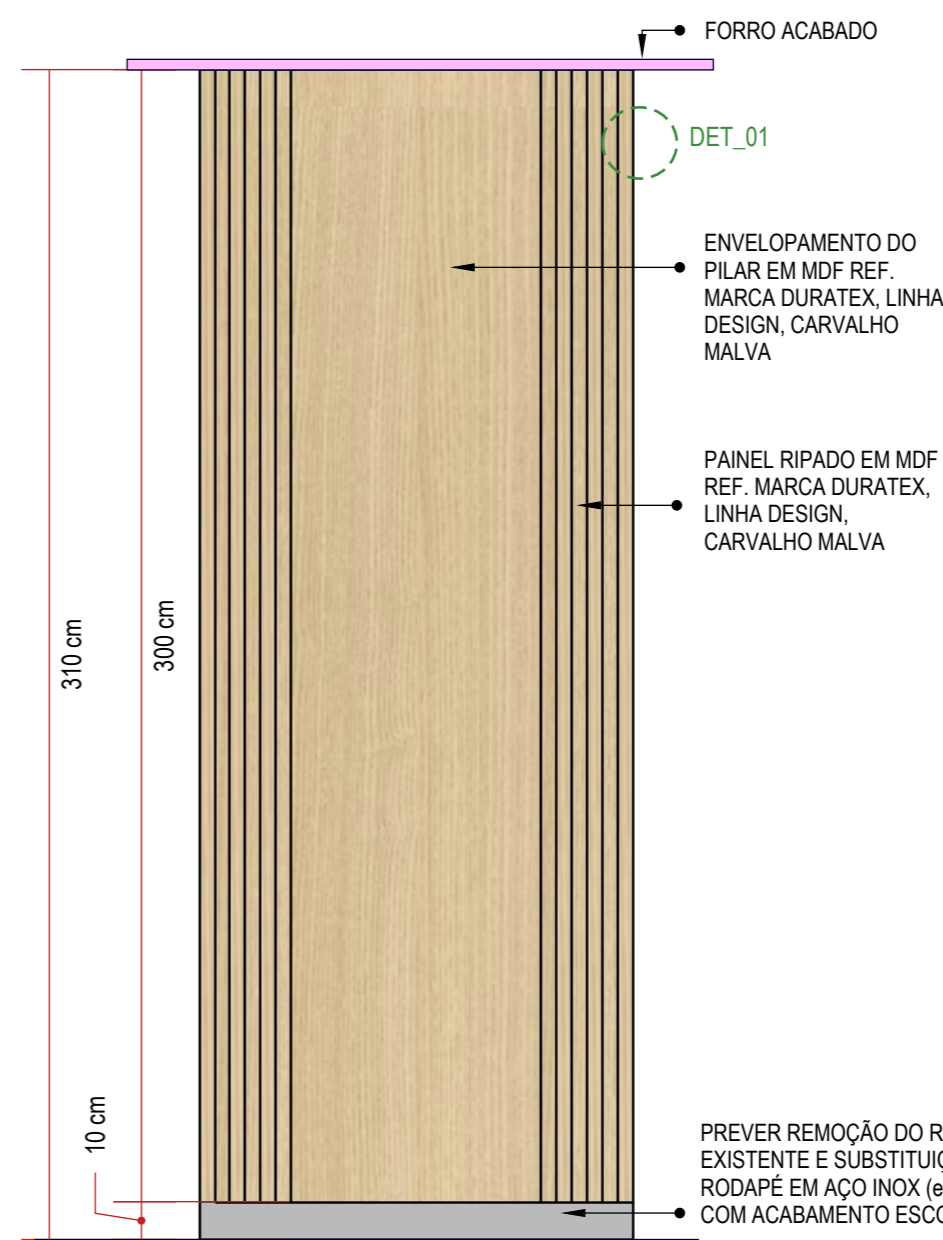 FORRO ACABADO
DET_01
ENVELOPAMENTO DO
PILAR EM MDF REF.
MARCA DURATEX, LINHA
DESIGN, CARVALHO
MALVA
PAINEL RIPADO EM MDF
REF. MARCA DURATEX,
LINHA DESIGN,
CARVALHO MALVA
310 cm
300 cm
10 cm
PREVER REMOÇÃO DO
EXISTENTE E
RODAPÉ EM AÇO INOX
COM ACABAMENTO